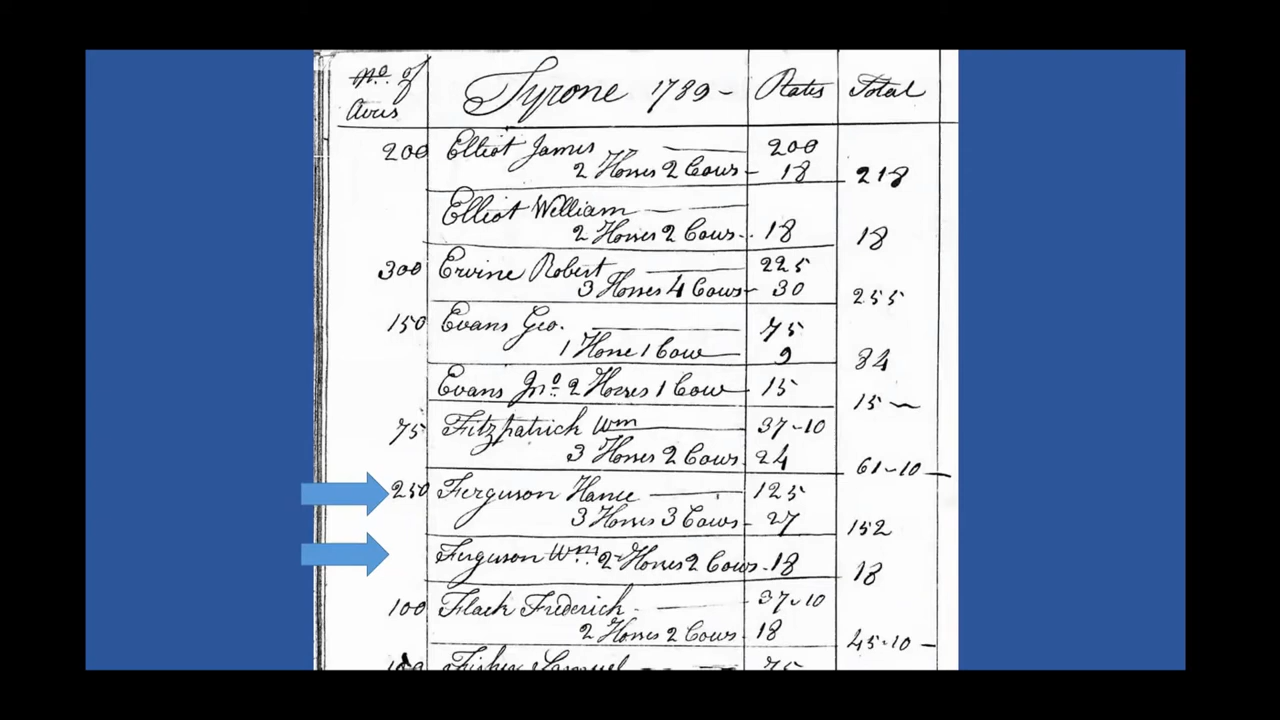 No. of Acres Tyrone 1789 - Rates Total
200 Elliot James 200
2 Horses 2 Cows - 18 218
Elliot William
2 Horses 2 Cows - 18 18
300 Ervine Robert 225
3 Horses 4 Cows - 30 255
150 Evans Geo. 75
1 Horse 1 Cow 9 84
Evans Jno. 2 Horses 1 Cow 15 15
75 Fitzpatrick Wm 37-10
3 Horses 2 Cows 24 61-10
250 Ferguson Hance 125
3 Horses 3 Cows - 27 152
Ferguson Wm. 2 Horses 2 Cows - 18 18
100 Flack Frederick - 37-10
2 Horses 2 Cows 18 45-10
Fisher Samuel 75